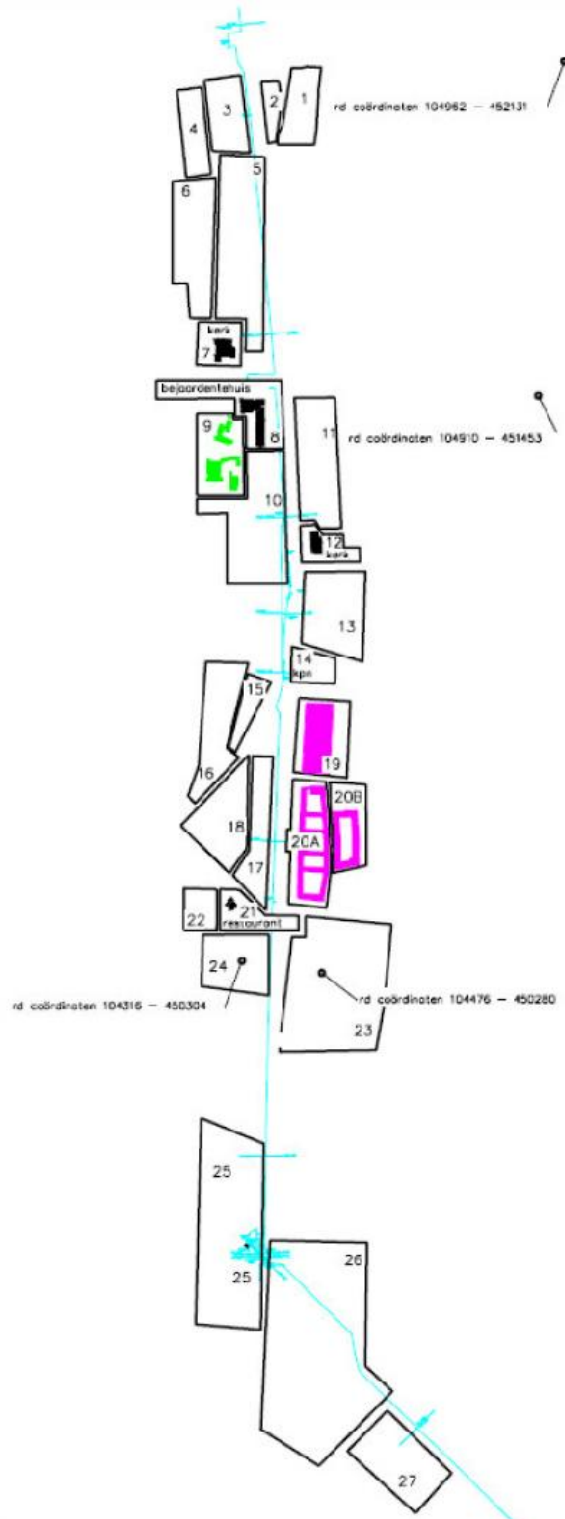 1
2
3
rd coördinaten 104962 - 452131
4
5
6
kerk
7
bejaardentehuis
9
8
11
rd coördinaten 104910 - 451453
10
12
kerk
13
14
kpn
15
16
19
20B
18
20A
17
22
21
restaurant
24
rd coördinaten 104316 - 450304
rd coördinaten 104476 - 450280
23
25
26
25
27